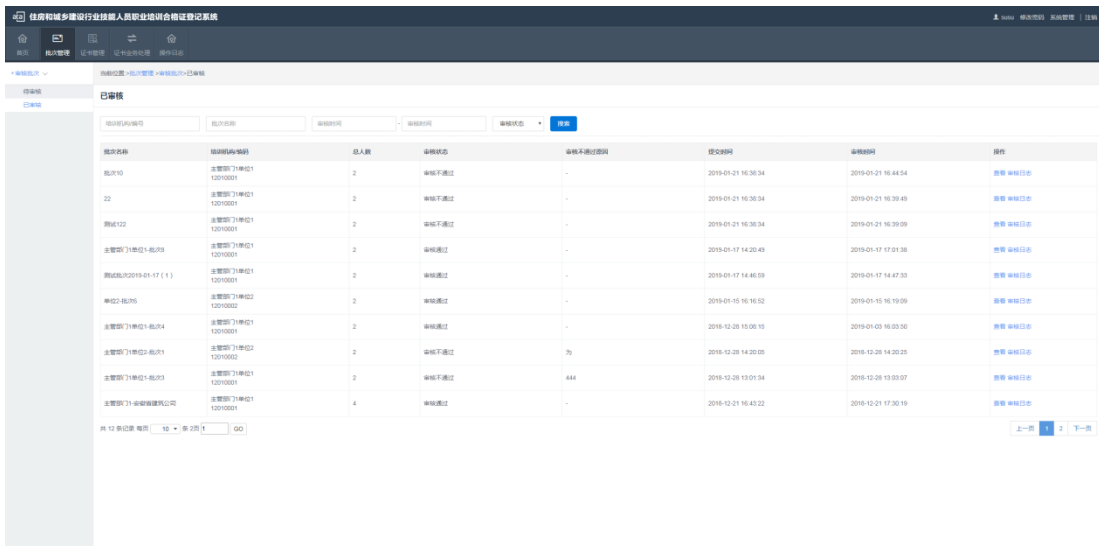 住房和城乡建设行业技能人员职业培训合格证登记系统
修改密码 系统管理 | 注销
首页 批次管理 证书管理 证书业务处理 操作日志
审核批次
当前位置 >批次管理 >审核批次>已审核
待审核
已审核
已审核
培训机构/编号 批次名称 审核时间 - 审核时间 审核状态 搜索
批次名称 培训机构/编码 总人数 审核状态 审核不通过原因 提交时间 审核时间 操作
批次10 主管部门1单位1 2 审核不通过 - 2019-01-21 16:38:34 2019-01-21 16:44:54 查看 审核日志
12010001
22 主管部门1单位1 2 审核不通过 - 2019-01-21 16:38:34 2019-01-21 16:39:49 查看 审核日志
12010001
测试122 主管部门1单位1 2 审核不通过 - 2019-01-21 16:38:34 2019-01-21 16:39:09 查看 审核日志
12010001
主管部门1单位1-批次8 主管部门1单位1 2 审核通过 - 2019-01-17 14:20:49 2019-01-17 17:01:38 查看 审核日志
12010001
测试批次2019-01-17 ( 1 ) 主管部门1单位1 2 审核通过 - 2019-01-17 14:46:59 2019-01-17 14:47:33 查看 审核日志
12010001
单位2-批次5 主管部门1单位2 2 审核通过 - 2019-01-15 16:16:52 2019-01-15 16:19:09 查看 审核日志
12010002
主管部门1单位1-批次4 主管部门1单位1 2 审核通过 - 2018-12-28 15:08:15 2019-01-03 16:03:50 查看 审核日志
12010001
主管部门1单位2-批次1 主管部门1单位2 2 审核不通过 为 2018-12-28 14:20:05 2018-12-28 14:20:25 查看 审核日志
12010002
主管部门1单位1-批次3 主管部门1单位1 2 审核不通过 444 2018-12-28 13:01:34 2018-12-28 13:03:07 查看 审核日志
12010001
主管部门1-安徽省建筑公司 主管部门1单位1 4 审核通过 - 2018-12-21 16:43:22 2018-12-21 17:30:19 查看 审核日志
12010001
共 12 条记录 每页 10 条 2页 1 GO 上一页 1 2 下一页